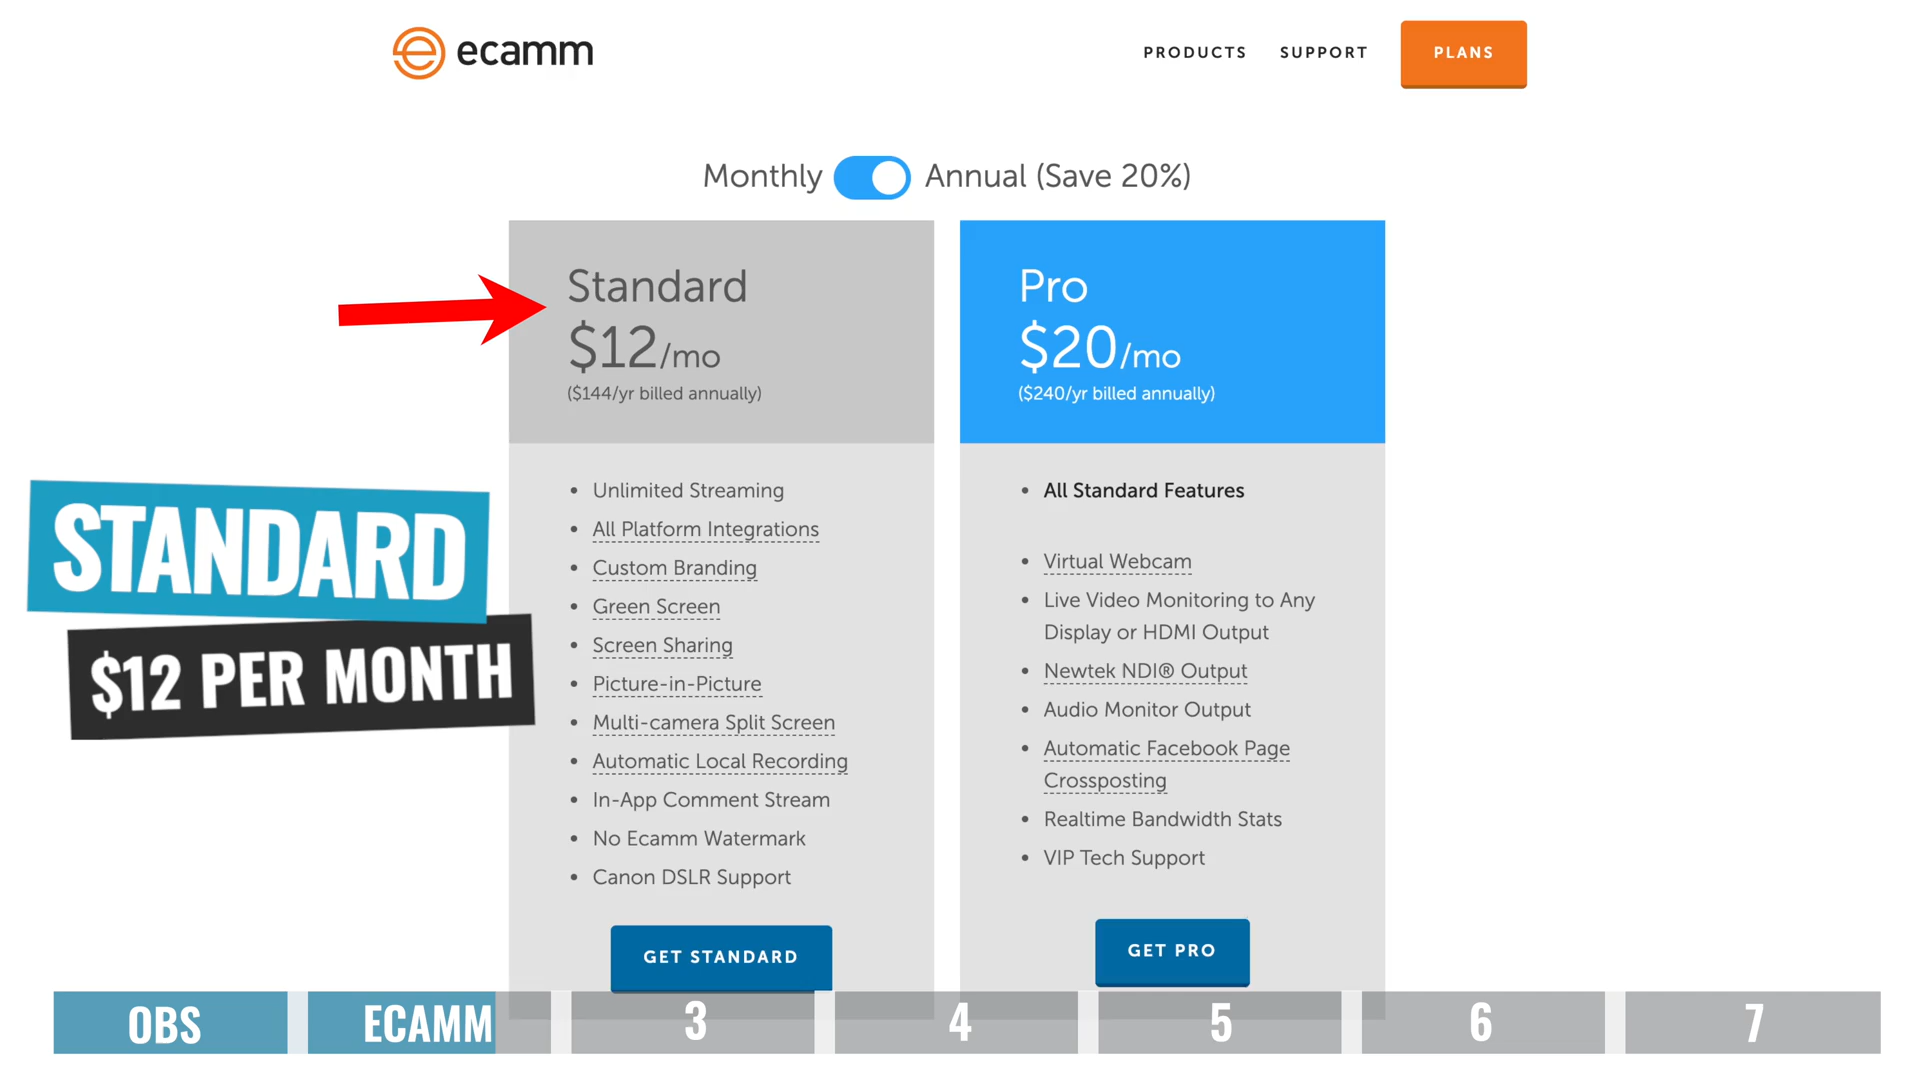 ecamm
PRODUCTS SUPPORT PLANS
Monthly Annual (Save 20%)
Standard
$12/mo
($144/yr billed annually)
Unlimited Streaming
All Platform Integrations
Custom Branding
Green Screen
Screen Sharing
Picture-in-Picture
Multi-camera Split Screen
Automatic Local Recording
In-App Comment Stream
No Ecamm Watermark
Canon DSLR Support
GET STANDARD
Pro
$20/mo
($240/yr billed annually)
All Standard Features
Virtual Webcam
Live Video Monitoring to Any
Display or HDMI Output
Newtek NDI® Output
Audio Monitor Output
Automatic Facebook Page
Crossposting
Realtime Bandwidth Stats
VIP Tech Support
GET PRO
STANDARD
$12 PER MONTH
OBS ECAMM 3 4 5 6 7